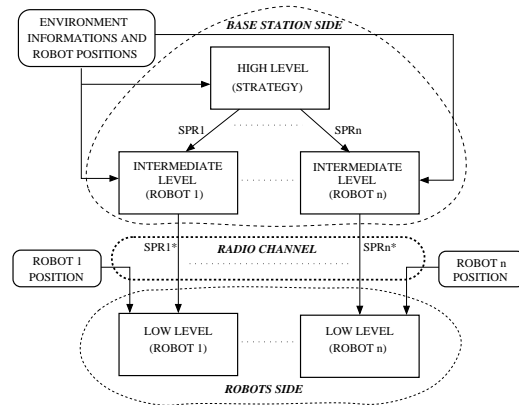 ENVIRONMENT
INFORMATIONS AND
ROBOT POSITIONS
BASE STATION SIDE
HIGH LEVEL
(STRATEGY)
SPR1
SPRn
INTERMEDIATE
LEVEL
(ROBOT 1)
INTERMEDIATE
LEVEL
(ROBOT n)
SPR1*
RADIO CHANNEL
SPRn*
ROBOT 1
POSITION
ROBOT n
POSITION
LOW LEVEL
(ROBOT 1)
LOW LEVEL
(ROBOT n)
ROBOTS SIDE